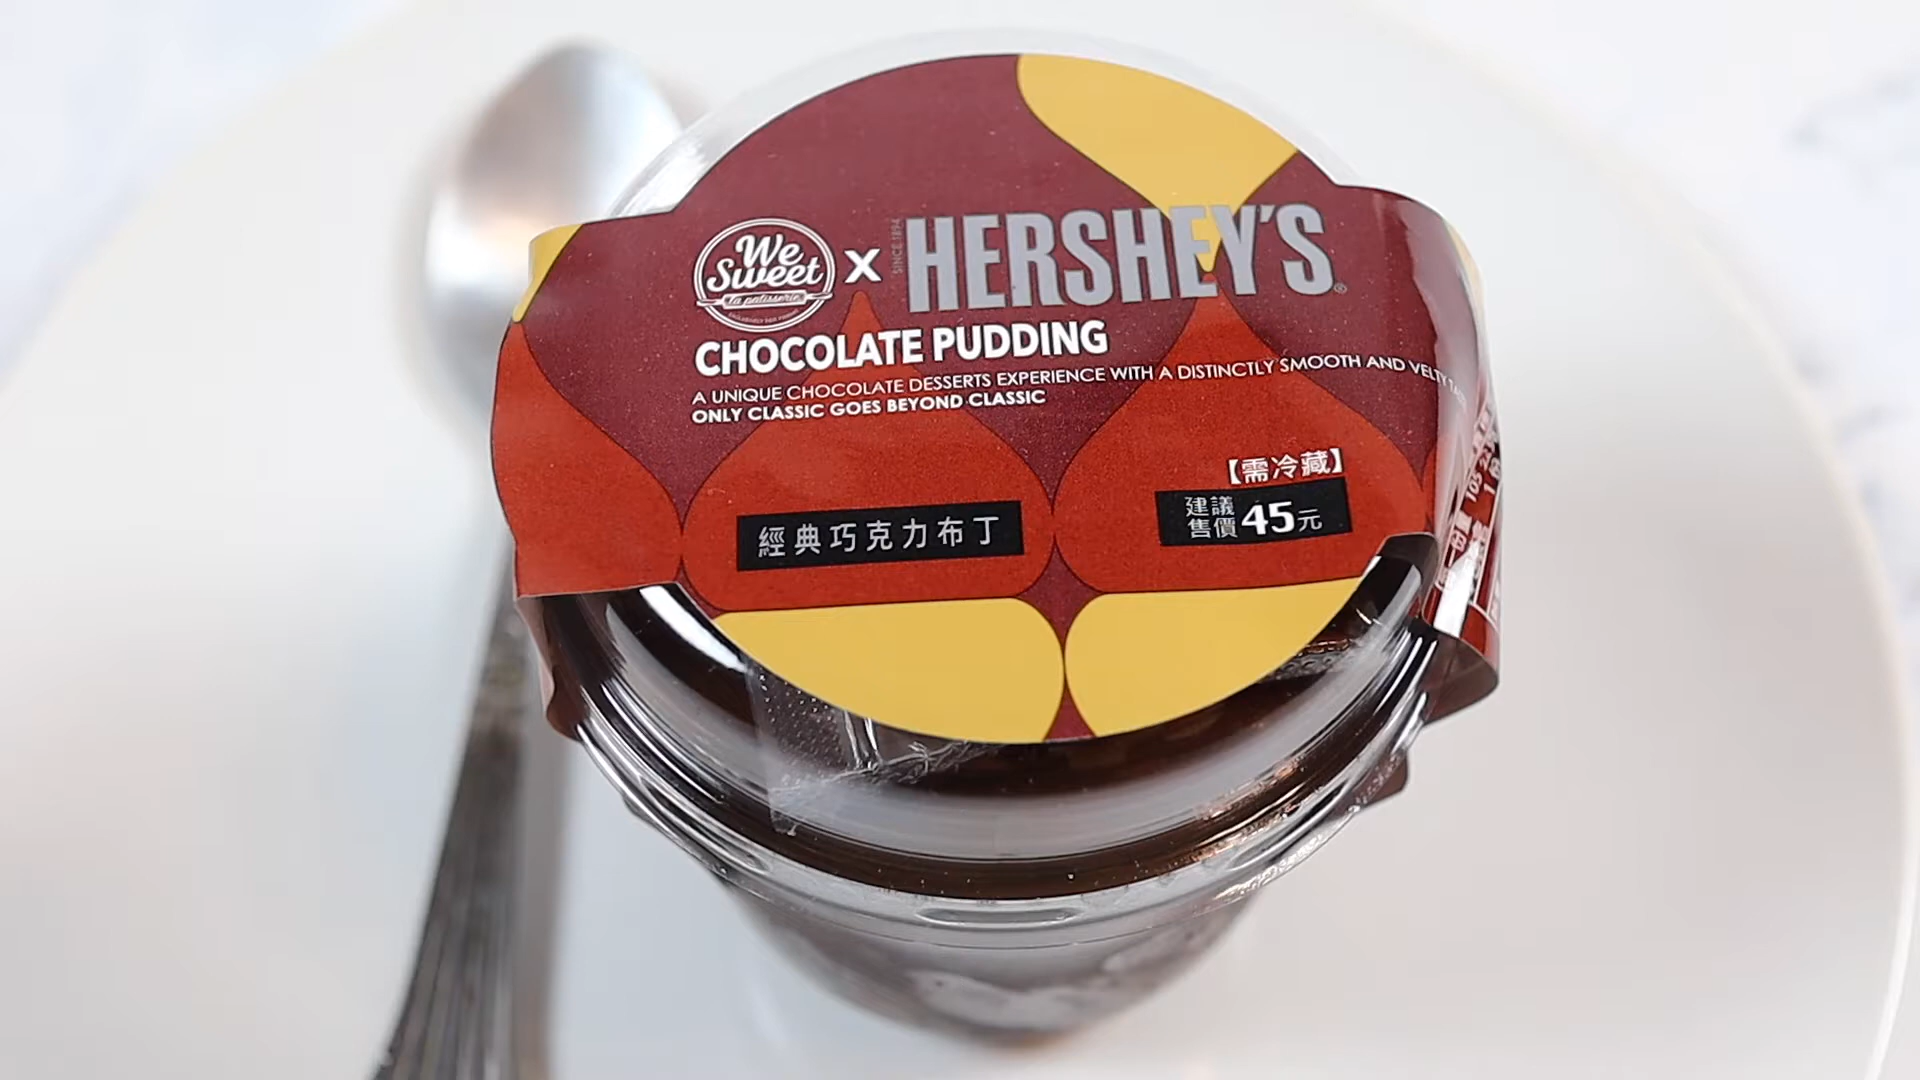 We
Sweet
la patisserie
X
SINCE 1894
HERSHEY'S®
CHOCOLATE PUDDING
A UNIQUE CHOCOLATE DESSERTS EXPERIENCE WITH A DISTINCTLY SMOOTH AND
ONLY CLASSIC GOES BEYOND CLASSIC
【需冷藏】
經典巧克力布丁
建議
售價45元